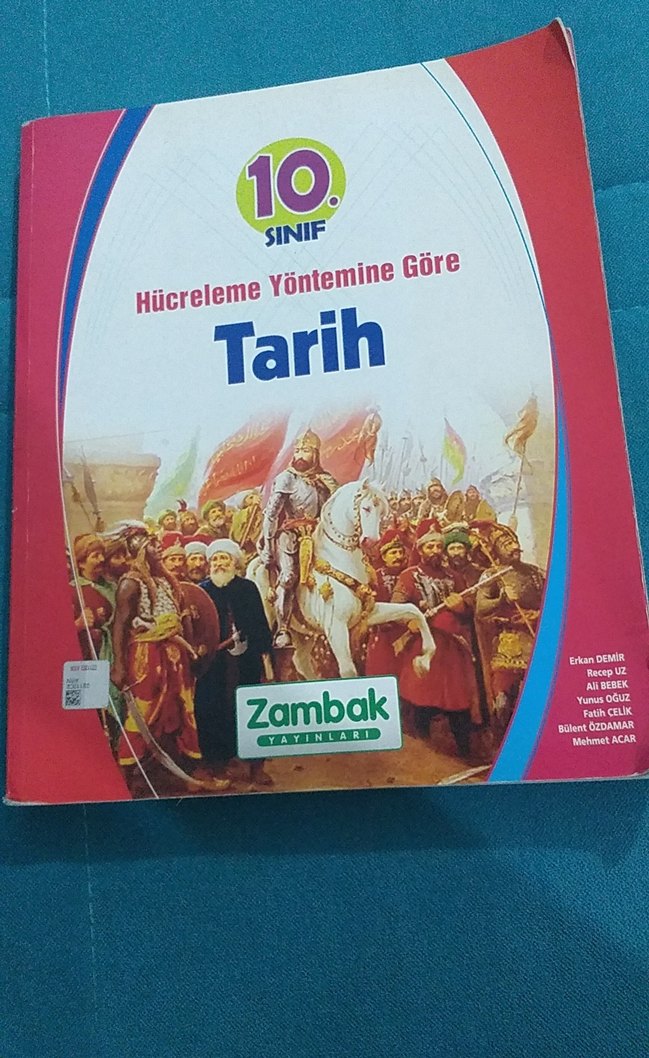 10.
SINIF
Hücreleme Yöntemine Göre
Tarih
Zambak
YAYINLARI
Erkan DEMİR
Recep UZ
Ali BEBEK
Yunus OĞUZ
Fatih ÇELİK
Bülent ÖZDAMAR
Mehmet ACAR